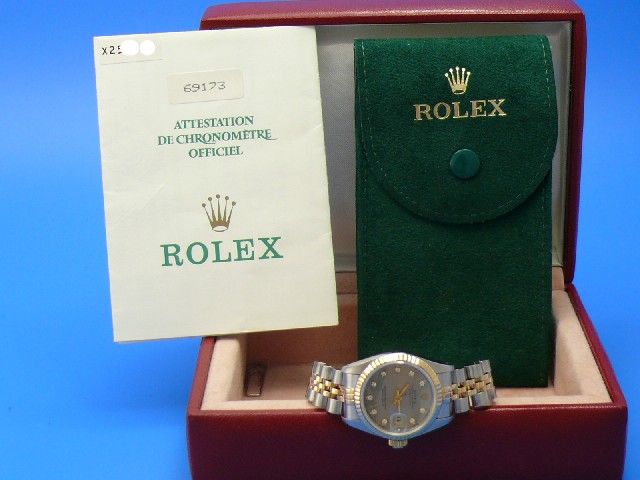 X25
69173
ATTESTATION
DE CHRONOMÈTRE
OFFICIEL
ROLEX
ROLEX